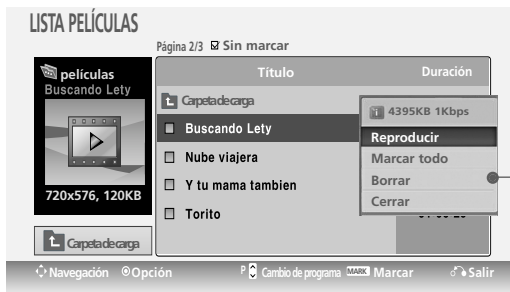 LISTA PELÍCULAS
Página 2/3 Sin marcar
películas
Buscando Lety
720x576, 120KB
Carpeta de carga
Título Duración
Carpeta de carga
Buscando Lety
Nube viajera
Y tu mama tambien
Torito
4395KB 1Kbps
Reproducir
Marcar todo
Borrar
Cerrar
Navegación Opción P Cambio de programa MARK Marcar Salir